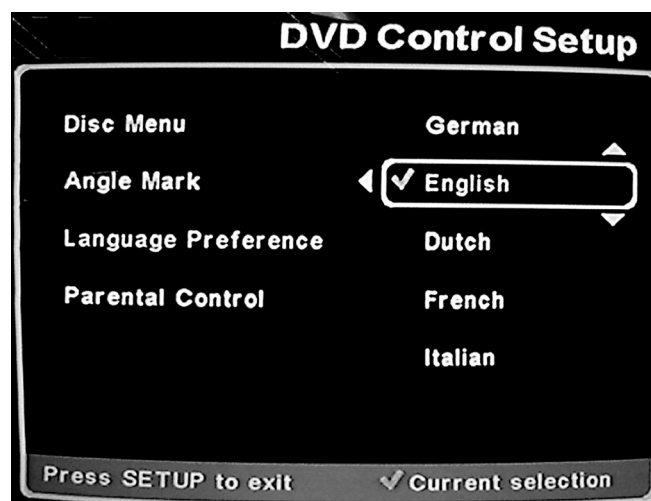 DVD Control Setup
Disc Menu German
Angle Mark English
Language Preference Dutch
Parental Control French
Italian
Press SETUP to exit Current selection